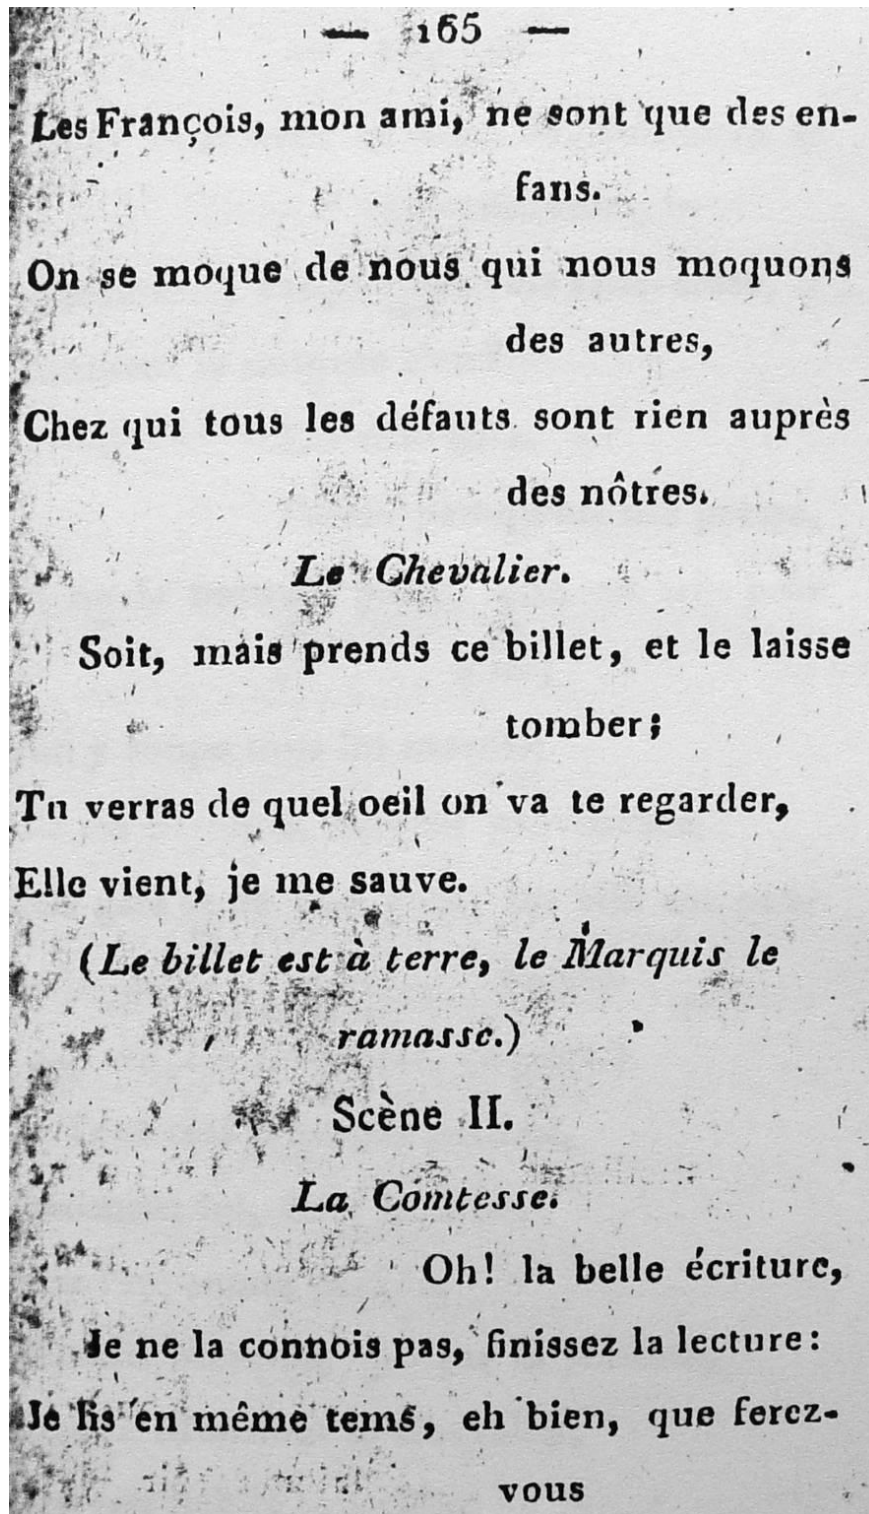 — 165 —
Les François, mon ami, ne sont que des en-
fans.
On se moque de nous qui nous moquons
des autres,
Chez qui tous les défauts sont rien auprès
des nôtres.
Le Chevalier.
Soit, mais prends ce billet, et le laisse
tomber;
Tu verras de quel oeil on va te regarder,
Elle vient, je me sauve.
(Le billet est à terre, le Marquis le
ramasse.)
Scène II.
La Comtesse.
Oh! la belle écriture,
Je ne la connois pas, finissez la lecture:
Je lis en même tems, eh bien, que ferez-
vous